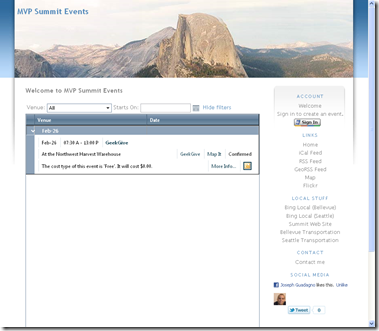 MVP Summit Events
Welcome to MVP Summit Events
Venue: All Starts On: Hide Filters
Venue Date
Feb-26
Feb-26 07:30 A - 12:00 P GeekGive
At the Northwest Harvest Warehouse GeekGive Map It Confirmed
The cost type of this event is 'Free'. It will cost $0.00. More Info...
ACCOUNT
Welcome
Sign in to create an event.
Sign In
LINKS
Home
iCal Feed
RSS Feed
GeoRSS Feed
Map
Flickr
LOCAL STUFF
Bing Local (Bellevue)
Bing Local (Seattle)
Summit Web Site
Bellevue Transportation
Seattle Transportation
CONTACT
Contact me
SOCIAL MEDIA
Joseph Guadagno likes this. Unlike
Tweet 0